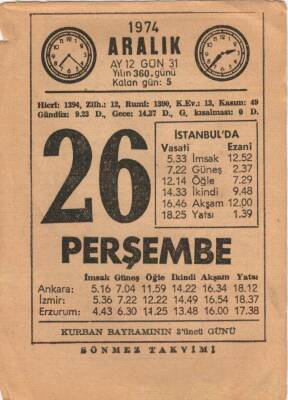 1974
ARALIK
AY 12 GÜN 31
Yılın 360. günü
Kalan gün: 5
Hicri: 1394, Zilh.: 12, Rumi: 1390, K.Ev.: 13, Kasım: 49
Gündüz: 9.23 D., Gece: 14.37 D., G. kısalması: 0 D.
26
İSTANBUL'DA
Vasati Ezani
5.33 İmsak 12.52
7.22 Güneş 2.37
12.14 Öğle 7.29
14.33 İkindi 9.48
16.46 Akşam 12.00
18.25 Yatsı 1.39
PERŞEMBE
İmsak Güneş Öğle İkindi Akşam Yatsı
Ankara: 5.16 7.04 11.59 14.22 16.34 18.12
İzmir: 5.36 7.22 12.22 14.49 16.54 18.37
Erzurum: 4.43 6.30 11.25 13.48 16.00 17.38
KURBAN BAYRAMININ 3'üncü GÜNÜ
SÖNMEZ TAKVİMİ